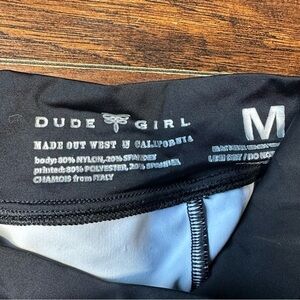 DUDE GIRL
M
MADE OUT WEST CALIFORNIA
body: 80% NYLON, 20% SPANDEX
printed: 80% POLYESTER, 20% SPANDEX
CHAMOIS from ITALY